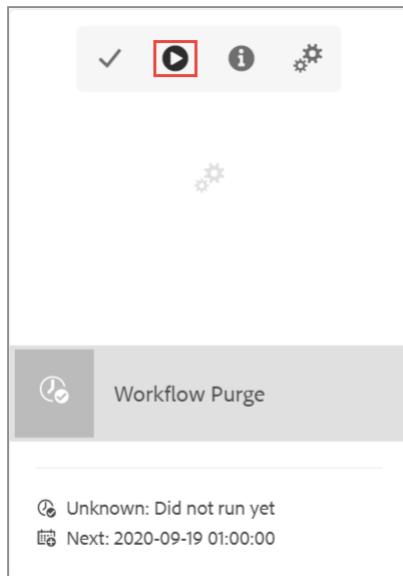 Workflow Purge
Unknown: Did not run yet
Next: 2020-09-19 01:00:00